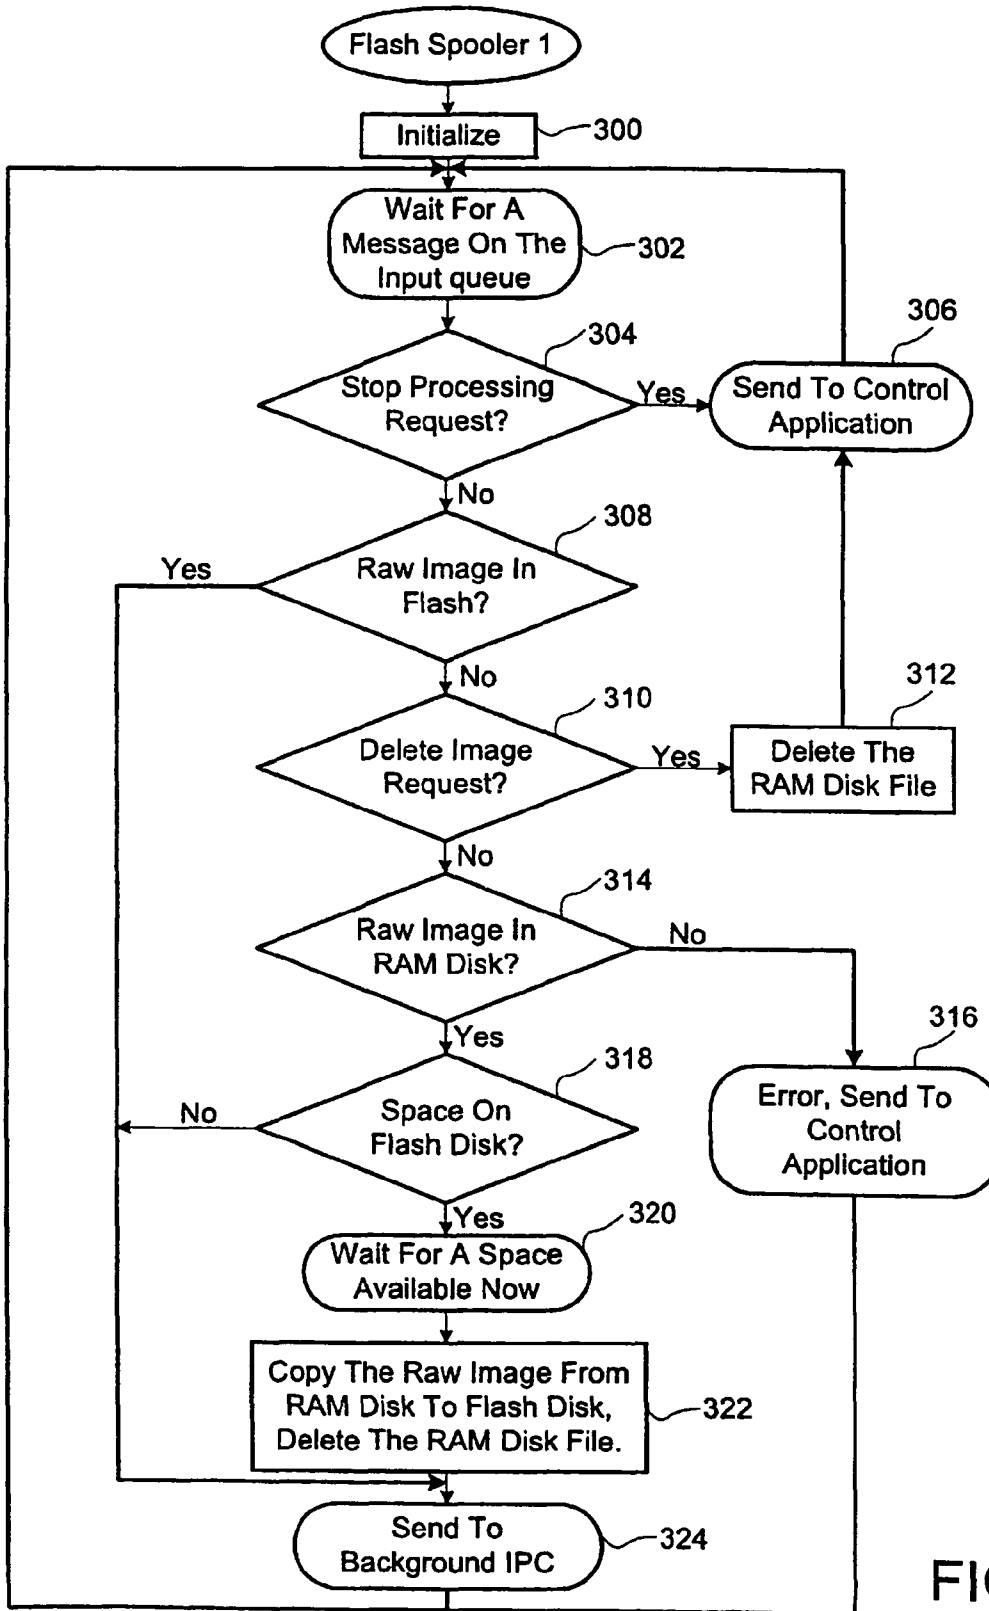 Flash Spooler 1
Initialize
300
Wait For A
Message On The
Input queue
302
304
Stop Processing
Request?
Yes
306
Send To Control
Application
No
308
Raw Image In
Flash?
Yes
No
310
Delete Image
Request?
Yes
312
Delete The
RAM Disk File
No
314
Raw Image In
RAM Disk?
No
Yes
316
Error, Send To
Control
Application
318
Space On
Flash Disk?
No
Yes
320
Wait For A Space
Available Now
Copy The Raw Image From
RAM Disk To Flash Disk,
Delete The RAM Disk File.
322
Send To
Background IPC
324